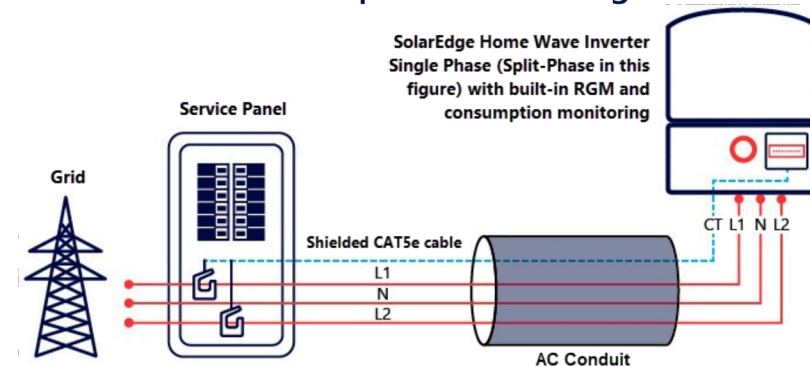 SolarEdge Home Wave Inverter
Single Phase (Split-Phase in this
figure) with built-in RGM and
consumption monitoring
Service Panel
Grid
CT L1 N L2
Shielded CAT5e cable
L1
N
L2
AC Conduit